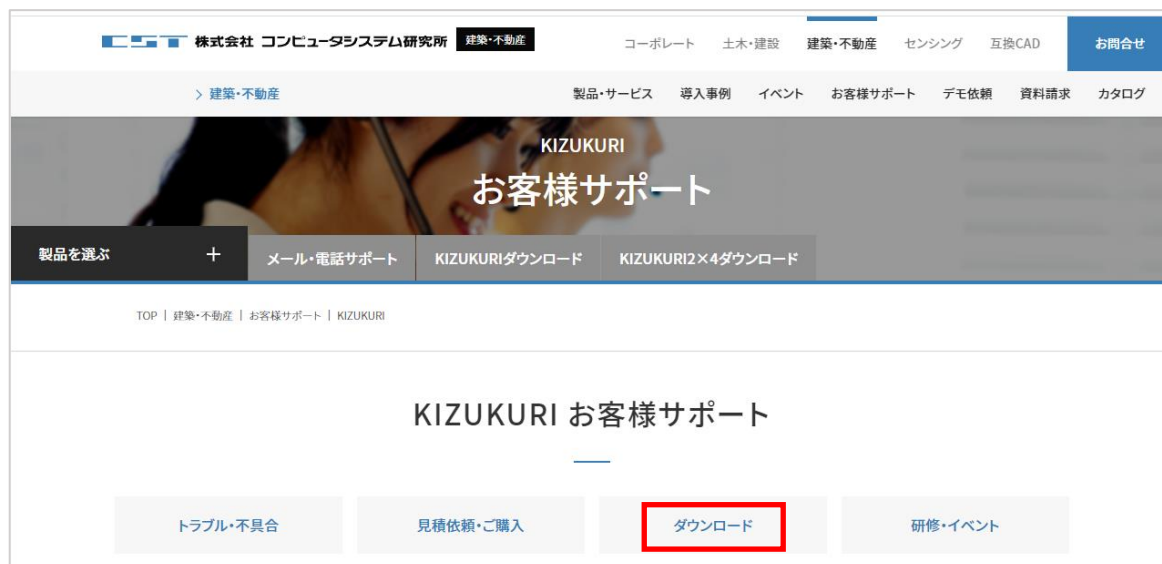 CST 株式会社 コンピュータシステム研究所 建築・不動産
コーポレート 土木・建設 建築・不動産 センシング 互換CAD お問合せ
> 建築・不動産
製品・サービス 導入事例 イベント お客様サポート デモ依頼 資料請求 カタログ
KIZUKURI
お客様サポート
製品を選ぶ + メール・電話サポート KIZUKURIダウンロード KIZUKURI2×4ダウンロード
TOP | 建築・不動産 | お客様サポート | KIZUKURI
KIZUKURI お客様サポート
トラブル・不具合 見積依頼・ご購入 ダウンロード 研修・イベント